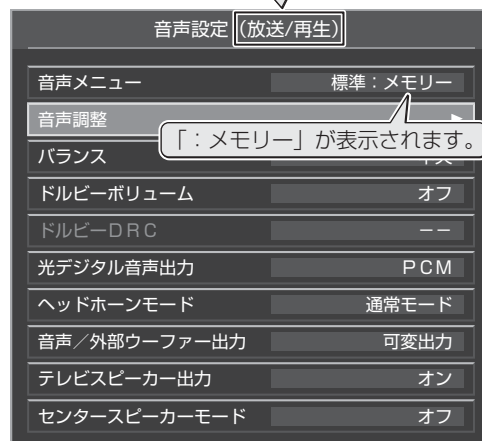 音声設定 (放送/再生)
音声メニュー 標準：メモリー
音声調整
「：メモリー」が表示されます。
バランス
ドルビーボリューム オフ
ドルビーDRC −−
光デジタル音声出力 PCM
ヘッドホーンモード 通常モード
音声／外部ウーファー出力 可変出力
テレビスピーカー出力 オン
センタースピーカーモード オフ